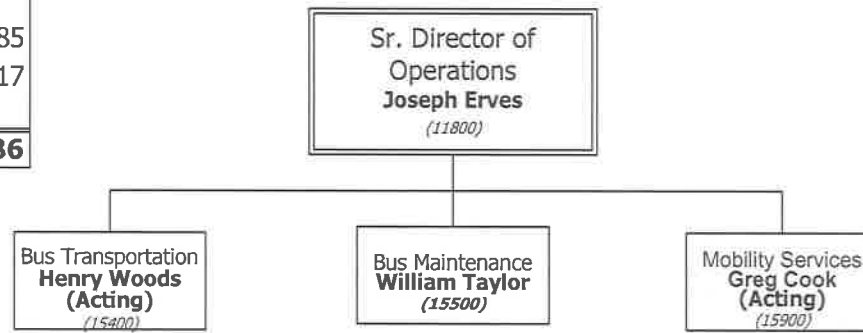 85
17
36
Sr. Director of
Operations
Joseph Erves
(11800)
Bus Transportation
Henry Woods
(Acting)
(15400)
Bus Maintenance
William Taylor
(15500)
Mobility Services
Greg Cook
(Acting)
(15900)